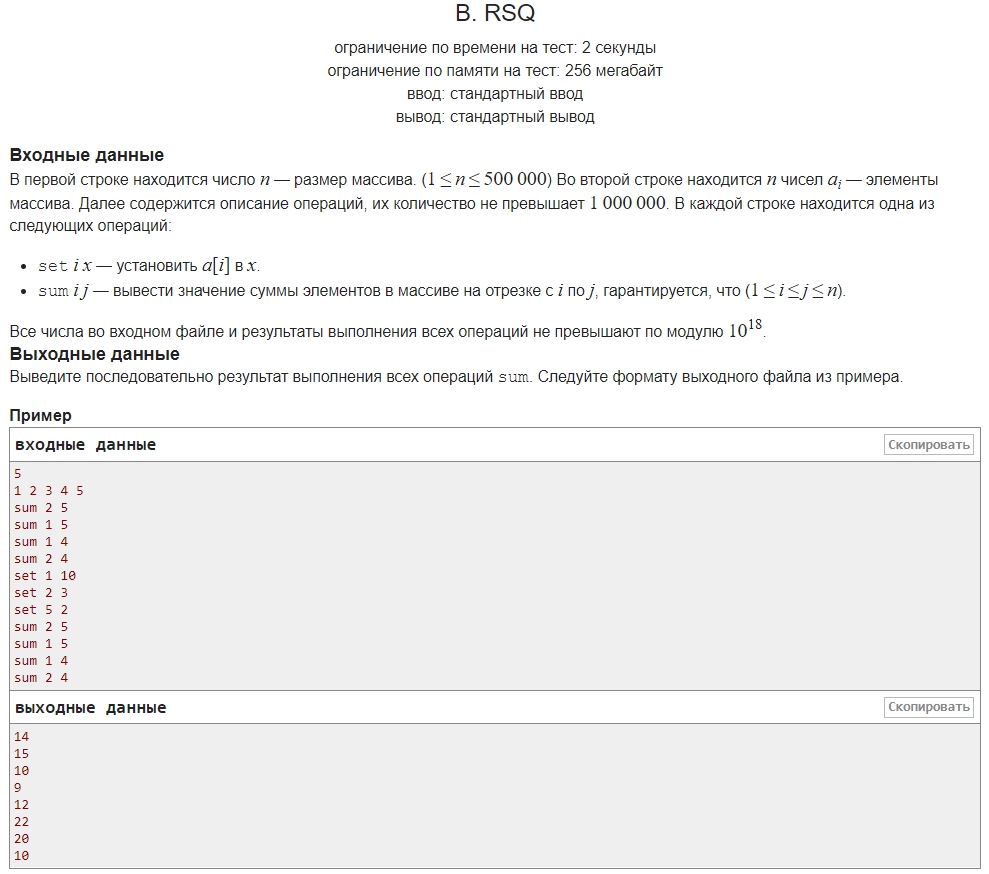 B. RSQ
ограничение по времени на тест: 2 секунды
ограничение по памяти на тест: 256 мегабайт
ввод: стандартный ввод
вывод: стандартный вывод
Входные данные
В первой строке находится число n — размер массива. (1 ≤ n ≤ 500 000) Во второй строке находится n чисел aᵢ — элементы
массива. Далее содержится описание операций, их количество не превышает 1 000 000. В каждой строке находится одна из
следующих операций:
• set i x — установить a[i] в x.
• sum i j — вывести значение суммы элементов в массиве на отрезке с i по j, гарантируется, что (1 ≤ i ≤ j ≤ n).
Все числа во входном файле и результаты выполнения всех операций не превышают по модулю 10¹⁸.
Выходные данные
Выведите последовательно результат выполнения всех операций sum. Следуйте формату выходного файла из примера.
Пример
входные данные
Скопировать
5
1 2 3 4 5
sum 2 5
sum 1 5
sum 1 4
sum 2 4
set 1 10
set 2 3
set 5 2
sum 2 5
sum 1 5
sum 1 4
sum 2 4
выходные данные
Скопировать
14
15
10
9
12
22
20
10